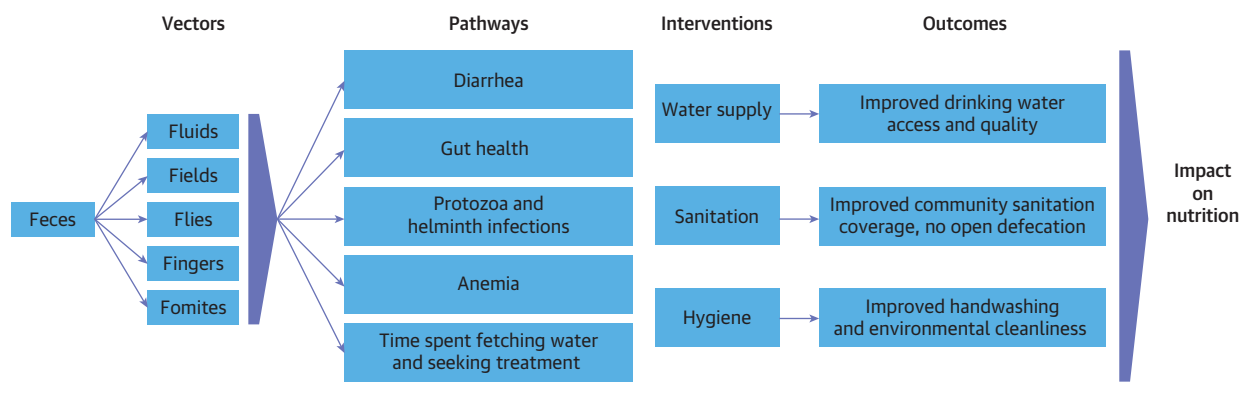 Vectors
Pathways
Interventions
Outcomes
Feces
Fluids
Fields
Flies
Fingers
Fomites
Diarrhea
Gut health
Protozoa and
helminth infections
Anemia
Time spent fetching water
and seeking treatment
Water supply
Sanitation
Hygiene
Improved drinking water
access and quality
Improved community sanitation
coverage, no open defecation
Improved handwashing
and environmental cleanliness
Impact
on
nutrition